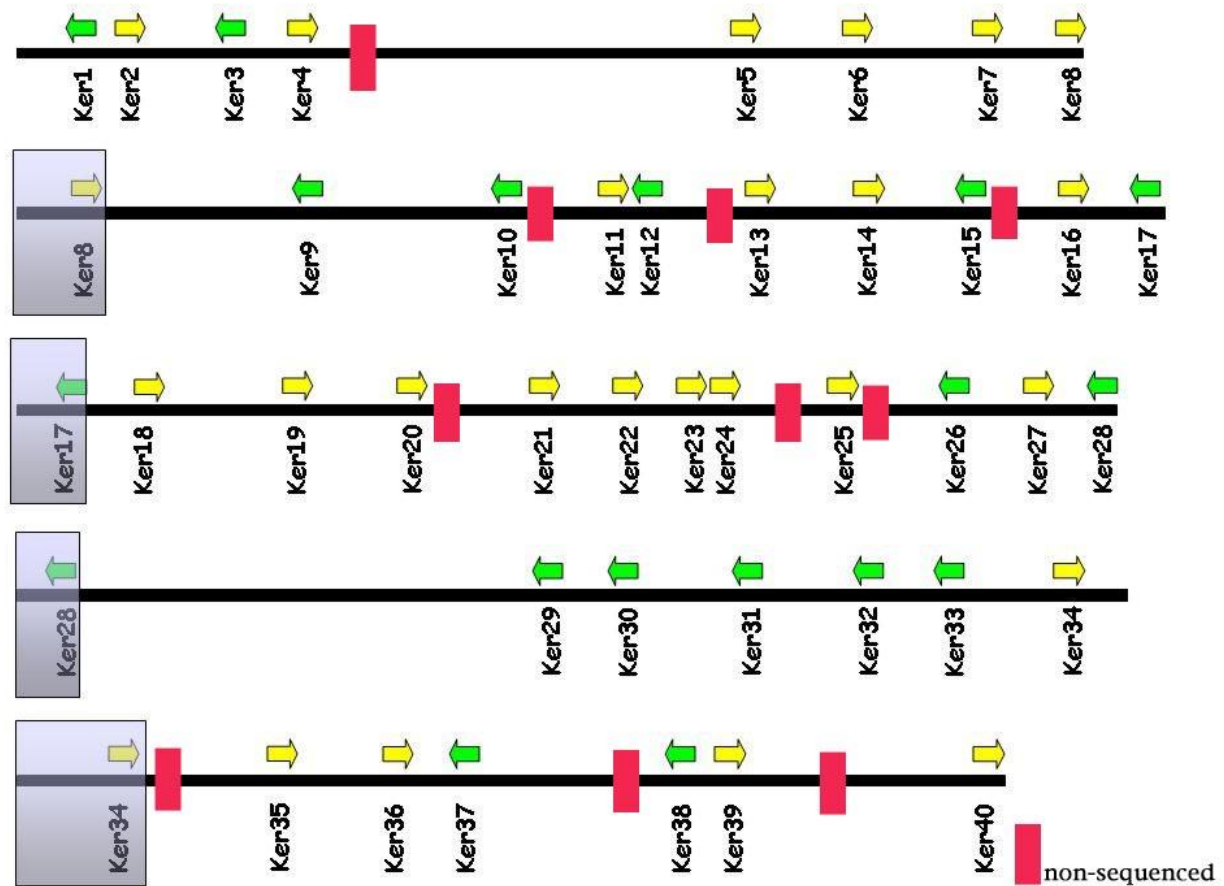 Ker1 Ker2 Ker3 Ker4 Ker5 Ker6 Ker7 Ker8
Ker8 Ker9 Ker10 Ker11 Ker12 Ker13 Ker14 Ker15 Ker16 Ker17
Ker17 Ker18 Ker19 Ker20 Ker21 Ker22 Ker23 Ker24 Ker25 Ker26 Ker27 Ker28
Ker28 Ker29 Ker30 Ker31 Ker32 Ker33 Ker34
Ker34 Ker35 Ker36 Ker37 Ker38 Ker39 Ker40
non-sequenced